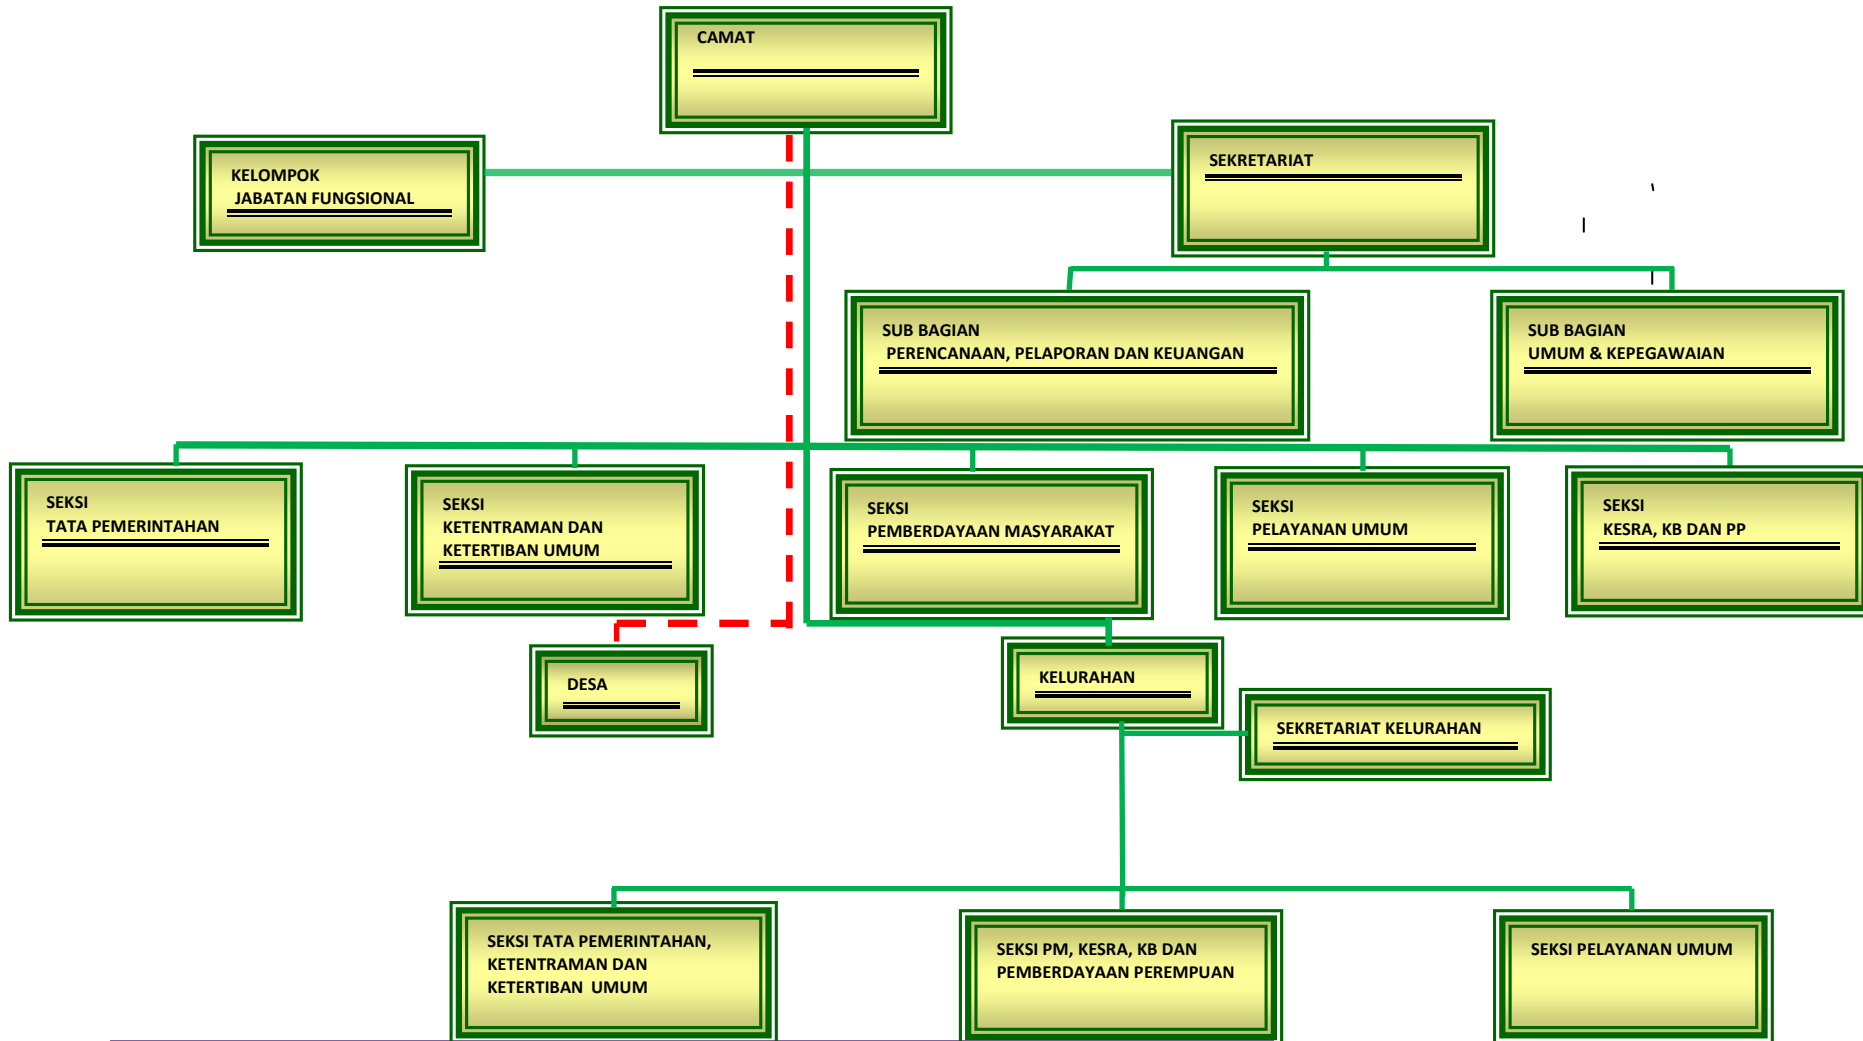 CAMAT
KELOMPOK
JABATAN FUNGSIONAL
SEKRETARIAT
SUB BAGIAN
PERENCANAAN, PELAPORAN DAN KEUANGAN
SUB BAGIAN
UMUM & KEPEGAWAIAN
SEKSI
TATA PEMERINTAHAN
SEKSI
KETENTRAMAN DAN
KETERTIBAN UMUM
SEKSI
PEMBERDAYAAN MASYARAKAT
SEKSI
PELAYANAN UMUM
SEKSI
KESRA, KB DAN PP
DESA
KELURAHAN
SEKRETARIAT KELURAHAN
SEKSI TATA PEMERINTAHAN,
KETENTRAMAN DAN
KETERTIBAN UMUM
SEKSI PM, KESRA, KB DAN
PEMBERDAYAAN PEREMPUAN
SEKSI PELAYANAN UMUM